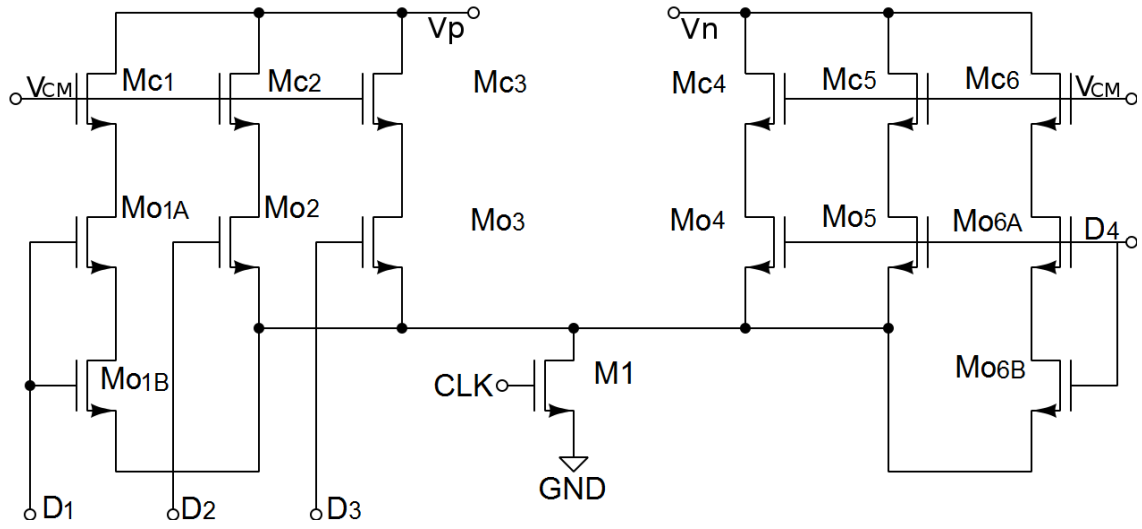 Vp Vn
VCM Mc1 Mc2 Mc3 Mc4 Mc5 Mc6 VCM
Mo1A Mo2 Mo3 Mo4 Mo5 Mo6A D4
Mo1B CLK M1 Mo6B
D1 D2 D3 GND